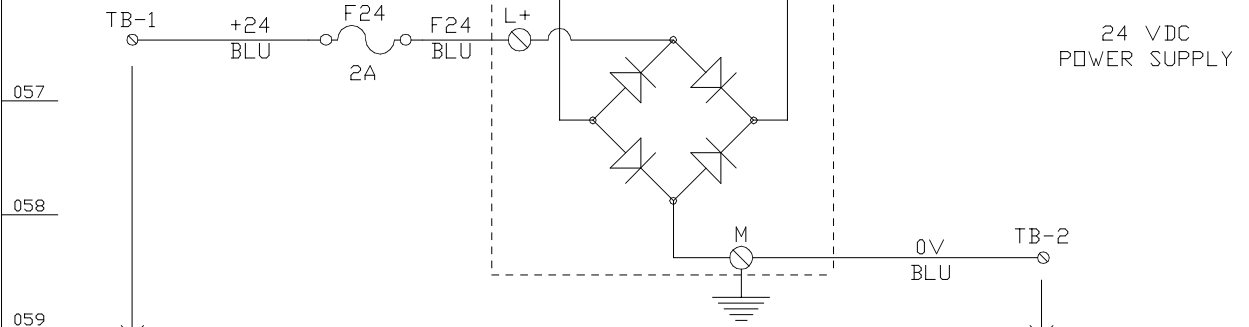 TB-1
+24
BLU
F24
2A
F24
BLU
L+
24 VDC
POWER SUPPLY
057
058
M
0V
BLU
TB-2
059